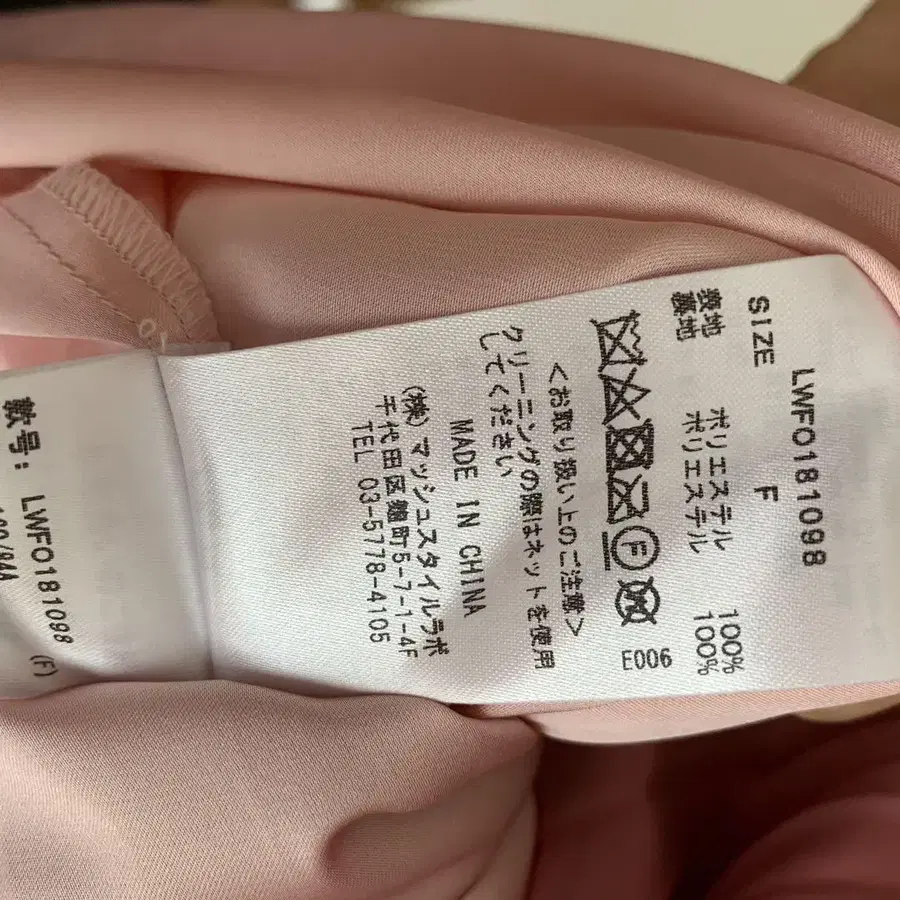 LWFO181098
SIZE F
表地 ポリエステル 100%
裏地 ポリエステル 100%
F
E006
<お取り扱い上のご注意>
クリーニングの際はネットを使用
してください
MADE IN CHINA
(株)マッシュスタイルラボ
千代田区麹町5-7-1-4F
TEL 03-5778-4105
款号: LWFO181098 (F)